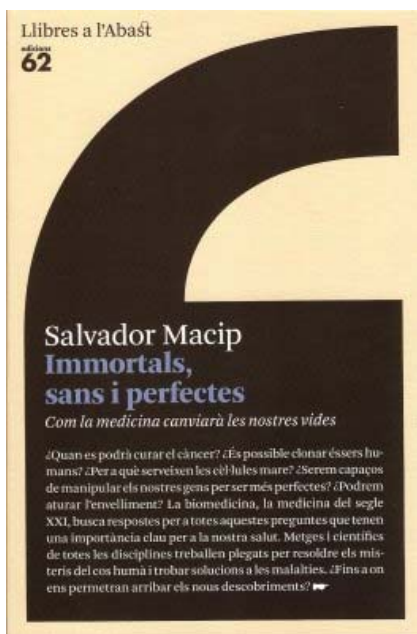 Llibres a l'Abast
edicions
62
Salvador Macip
Immortals,
sans i perfectes
Com la medicina canviarà les nostres vides
¿Quan es podrà curar el càncer? ¿És possible clonar éssers hu-
mans? ¿Per a què serveixen les cèl·lules mare? ¿Serem capaços
de manipular els nostres gens per ser més perfectes? ¿Podrem
aturar l'envelliment? La biomedicina, la medicina del segle
XXI, busca respostes per a totes aquestes preguntes que tenen
una importància clau per a la nostra salut. Metges i científics
de totes les disciplines treballen plegats per resoldre els mis-
teris del cos humà i trobar solucions a les malalties. ¿Fins a on
ens permetran arribar els nous descobriments?